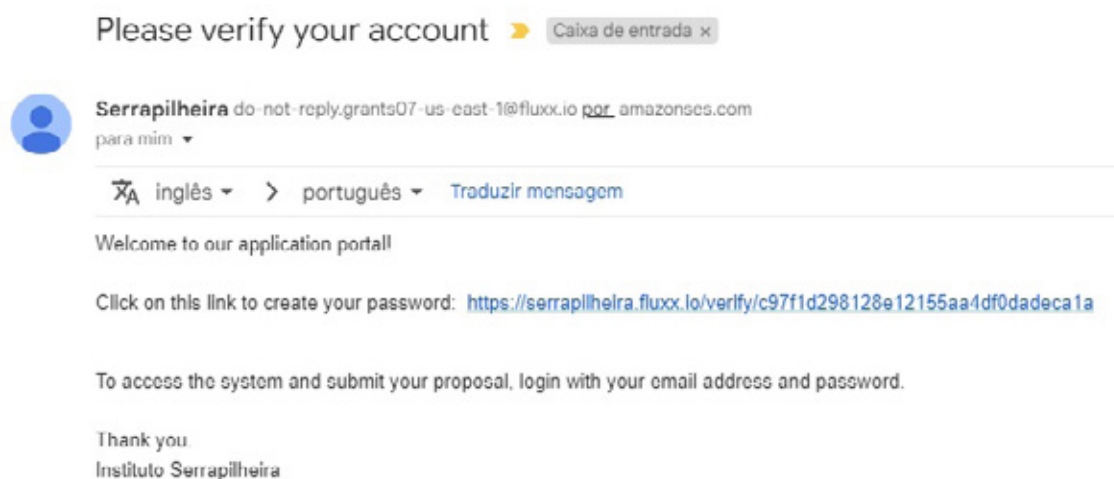 Please verify your account Caixa de entrada x
Serrapilheira do-not-reply.grants07-us-east-1@fluxx.io por amazonses.com
para mim
inglês > português Traduzir mensagem
Welcome to our application portal!
Click on this link to create your password: https://serrapilheira.fluxx.io/verify/c97f1d298128e12155aa4df0dadeca1a
To access the system and submit your proposal, login with your email address and password.
Thank you.
Instituto Serrapilheira